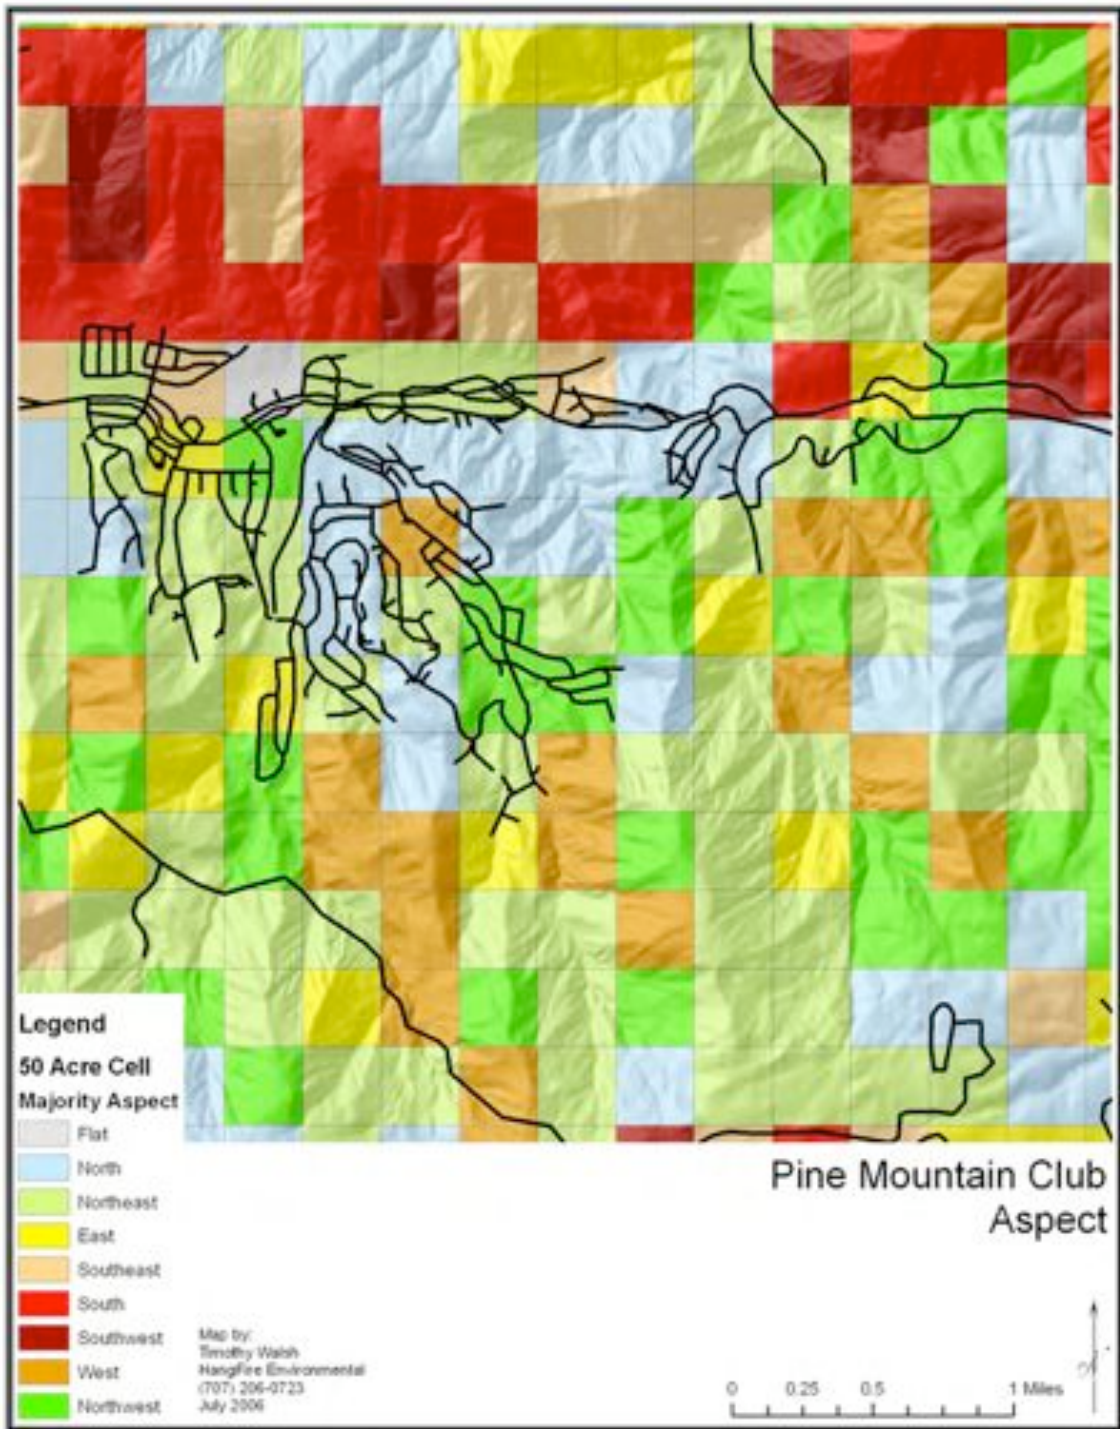 Legend
50 Acre Cell
Majority Aspect
Flat
North
Northeast
East
Southeast
South
Southwest
West
Northwest
Map by:
Timothy Walsh
HangFire Environmental
(707) 206-0723
July 2006
Pine Mountain Club
Aspect
0 0.25 0.5 1 Miles